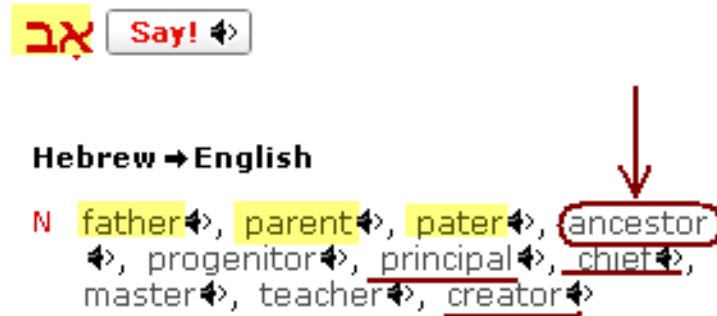 אָב Say!
Hebrew → English
N father, parent, pater, ancestor
, progenitor, principal, chief,
master, teacher, creator